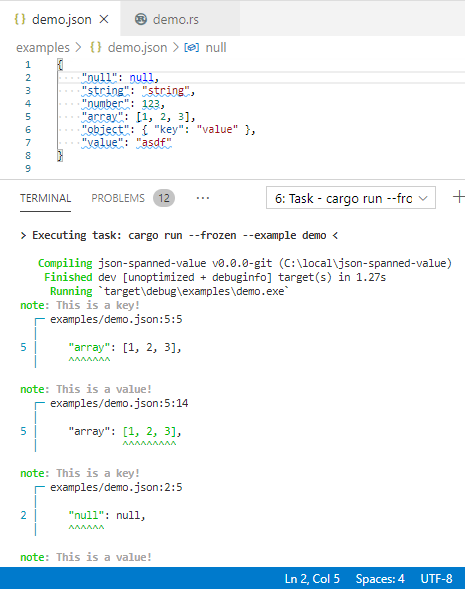 {} demo.json × demo.rs
examples > {} demo.json > null
1 {
2 "null": null,
3 "string": "string",
4 "number": 123,
5 "array": [1, 2, 3],
6 "object": { "key": "value" },
7 "value": "asdf"
8 }
9
TERMINAL PROBLEMS 12 ··· 6: Task - cargo run --fro
> Executing task: cargo run --frozen --example demo <
Compiling json-spanned-value v0.0.0-git (C:\local\json-spanned-value)
Finished dev [unoptimized + debuginfo] target(s) in 1.27s
Running `target\debug\examples\demo.exe`
note: This is a key!
examples/demo.json:5:5
5 "array": [1, 2, 3],
^^^^^^^
note: This is a value!
examples/demo.json:5:14
5 "array": [1, 2, 3],
^^^^^^^^^
note: This is a key!
examples/demo.json:2:5
2 "null": null,
^^^^^^
note: This is a value!
Ln 2, Col 5 Spaces: 4 UTF-8